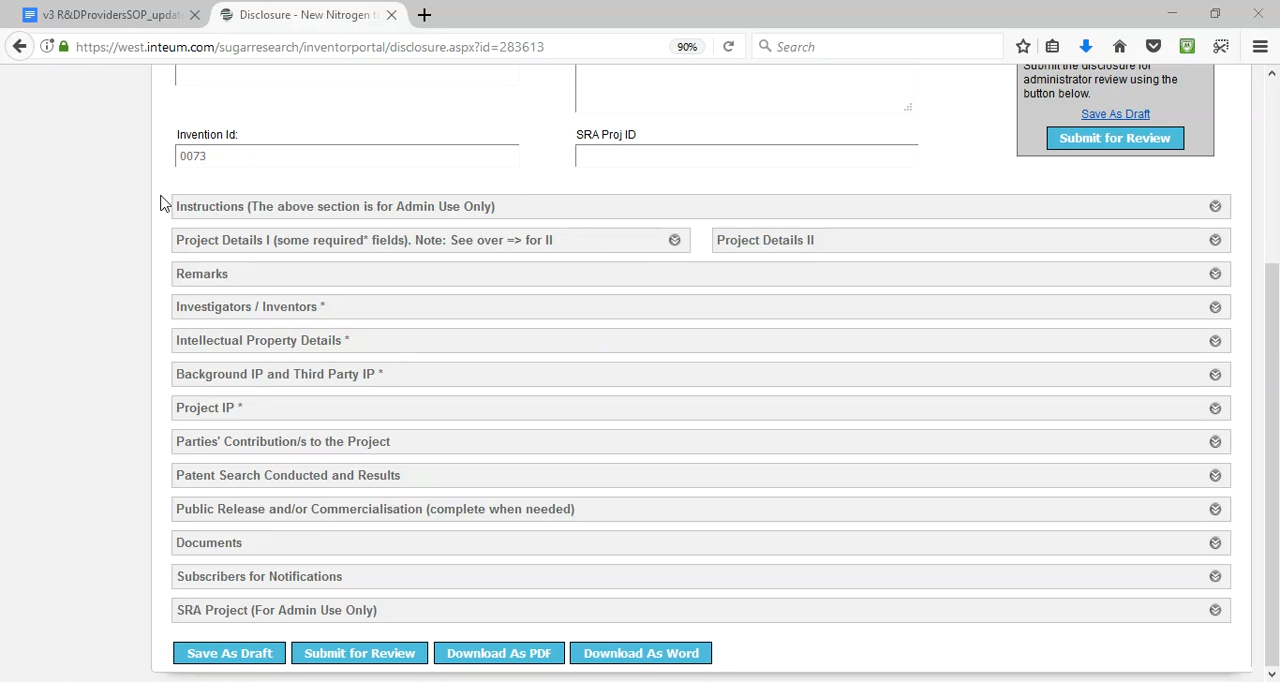 v3 R&DProvidersSOP_updat
Disclosure - New Nitrogen t
https://west.inteum.com/sugarresearch/inventorportal/disclosure.aspx?id=283613
90%
Search
Submit the disclosure for
administrator review using the
button below.
Save As Draft
Submit for Review
Invention Id:
SRA Proj ID
0073
Instructions (The above section is for Admin Use Only)
Project Details I (some required* fields). Note: See over => for II
Project Details II
Remarks
Investigators / Inventors *
Intellectual Property Details *
Background IP and Third Party IP *
Project IP *
Parties' Contribution/s to the Project
Patent Search Conducted and Results
Public Release and/or Commercialisation (complete when needed)
Documents
Subscribers for Notifications
SRA Project (For Admin Use Only)
Save As Draft
Submit for Review
Download As PDF
Download As Word